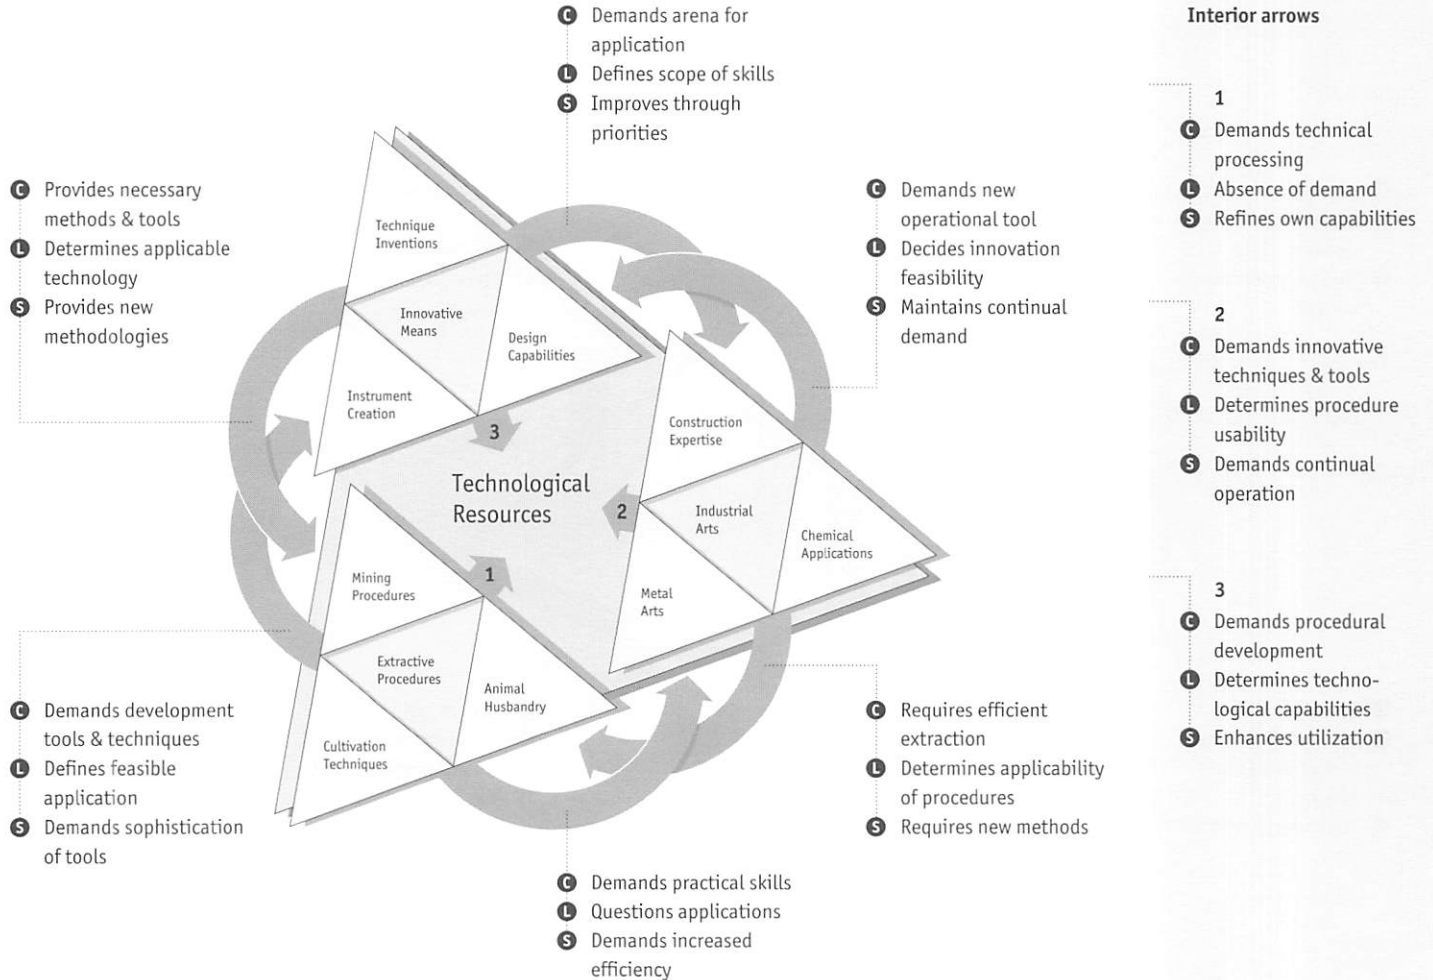 C Demands arena for
application
L Defines scope of skills
S Improves through
priorities
C Provides necessary
methods & tools
L Determines applicable
technology
S Provides new
methodologies
C Demands new
operational tool
L Decides innovation
feasibility
S Maintains continual
demand
Technique
Inventions
Innovative
Means
Design
Capabilities
Instrument
Creation
3
Construction
Expertise
Technological
Resources
2
Industrial
Arts
Chemical
Applications
Metal
Arts
1
Mining
Procedures
Extractive
Procedures
Animal
Husbandry
Cultivation
Techniques
C Demands development
tools & techniques
L Defines feasible
application
S Demands sophistication
of tools
C Requires efficient
extraction
L Determines applicability
of procedures
S Requires new methods
C Demands practical skills
L Questions applications
S Demands increased
efficiency
Interior arrows
1
C Demands technical
processing
L Absence of demand
S Refines own capabilities
2
C Demands innovative
techniques & tools
L Determines procedure
usability
S Demands continual
operation
3
C Demands procedural
development
L Determines techno-
logical capabilities
S Enhances utilization